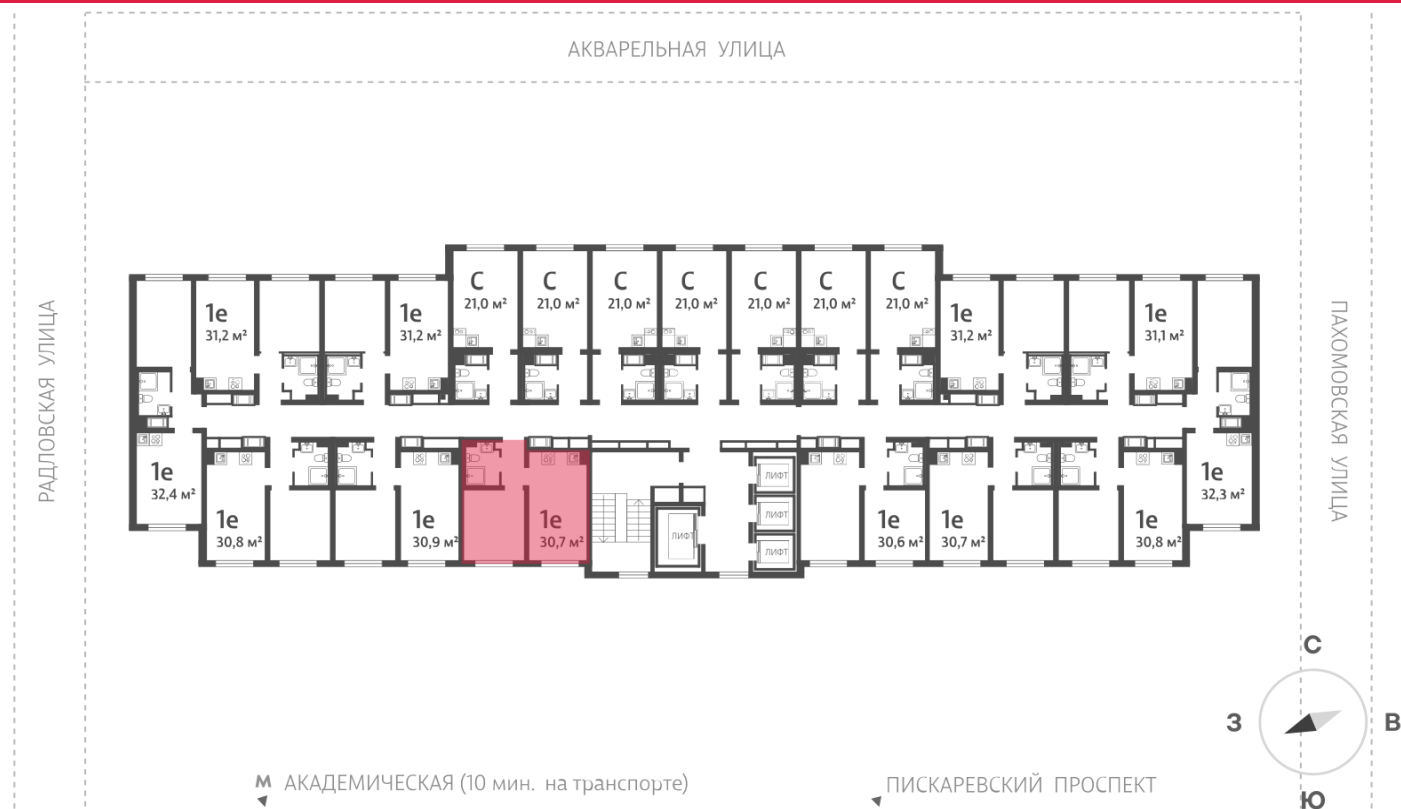 АКВАРЕЛЬНАЯ УЛИЦА
РАДЛОВСКАЯ УЛИЦА
ПАХОМОВСКАЯ УЛИЦА
С
21,0 м²
С
21,0 м²
С
21,0 м²
С
21,0 м²
С
21,0 м²
С
21,0 м²
С
21,0 м²
1е
31,2 м²
1е
31,2 м²
1е
31,2 м²
1е
31,1 м²
1е
32,4 м²
1е
30,8 м²
1е
30,9 м²
1е
30,7 м²
ЛИФТ
ЛИФТ
ЛИФТ
ЛИФТ
1е
30,6 м²
1е
30,7 м²
1е
30,8 м²
1е
32,3 м²
С
З
В
Ю
М АКАДЕМИЧЕСКАЯ (10 мин. на транспорте)
ПИСКАРЕВСКИЙ ПРОСПЕКТ